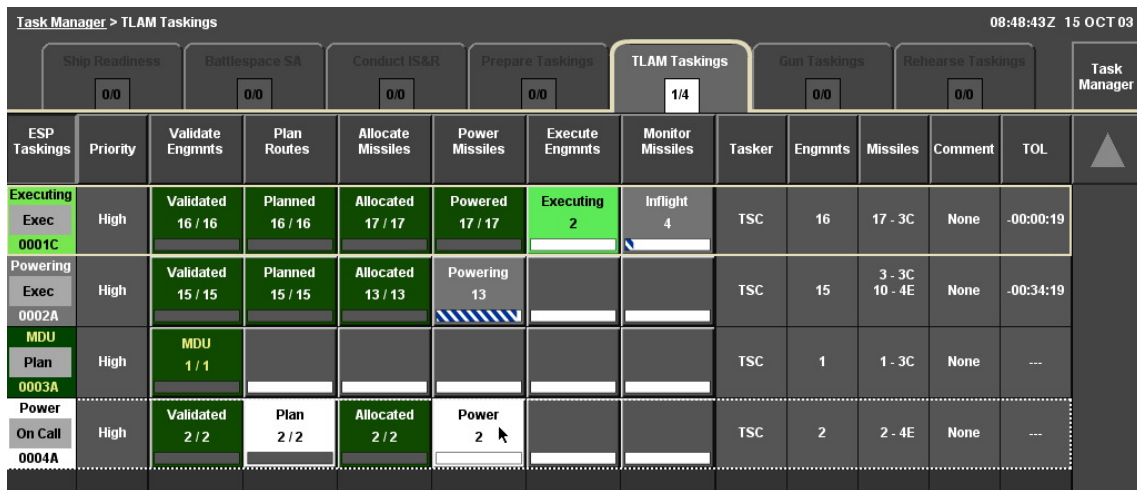 Task Manager > TLAM Taskings 08:48:43Z 15 OCT 03
Ship Readiness Battlespace SA Conduct IS&R Prepare Taskings TLAM Taskings Gun Taskings Rehearse Taskings Task Manager
0/0 0/0 0/0 0/0 1/4 0/0 0/0
ESP Taskings Priority Validate Engmnts Plan Routes Allocate Missiles Power Missiles Execute Engmnts Monitor Missiles Tasker Engmnts Missiles Comment TOL
Executing Validated Planned Allocated Powered Executing Inflight
Exec High 16 / 16 16 / 16 17 / 17 17 / 17 2 4 TSC 16 17 - 3C None -00:00:19
0001C
Powering Validated Planned Allocated Powering 3 - 3C
Exec High 15 / 15 15 / 15 13 / 13 13 TSC 15 10 - 4E None -00:34:19
0002A
MDU MDU
Plan High 1 / 1 TSC 1 1 - 3C None ---
0003A
Power Validated Plan Allocated Power
On Call High 2 / 2 2 / 2 2 / 2 2 TSC 2 2 - 4E None ---
0004A